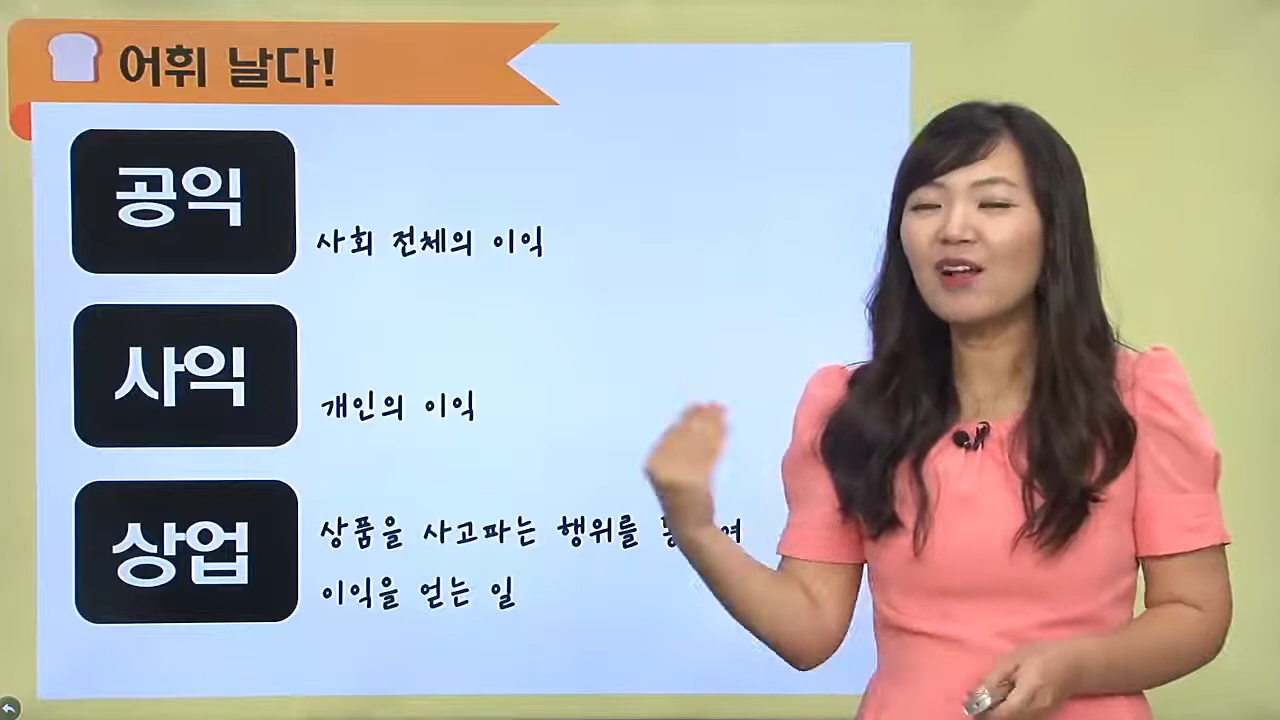 어휘 날다!
공익
사회 전체의 이익
사익
개인의 이익
상업
상품을 사고파는 행위를
이익을 얻는 일